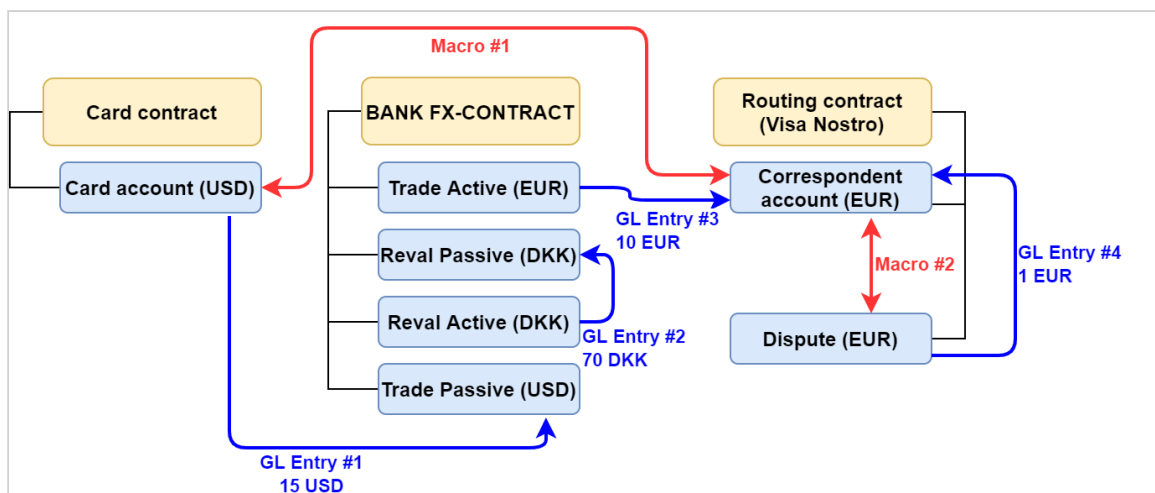 Macro #1
Card contract
BANK FX-CONTRACT
Routing contract
(Visa Nostro)
Card account (USD)
Trade Active (EUR)
Correspondent
account (EUR)
GL Entry #3
10 EUR
Reval Passive (DKK)
Macro #2
GL Entry #4
1 EUR
Reval Active (DKK)
GL Entry #2
70 DKK
Dispute (EUR)
Trade Passive (USD)
GL Entry #1
15 USD